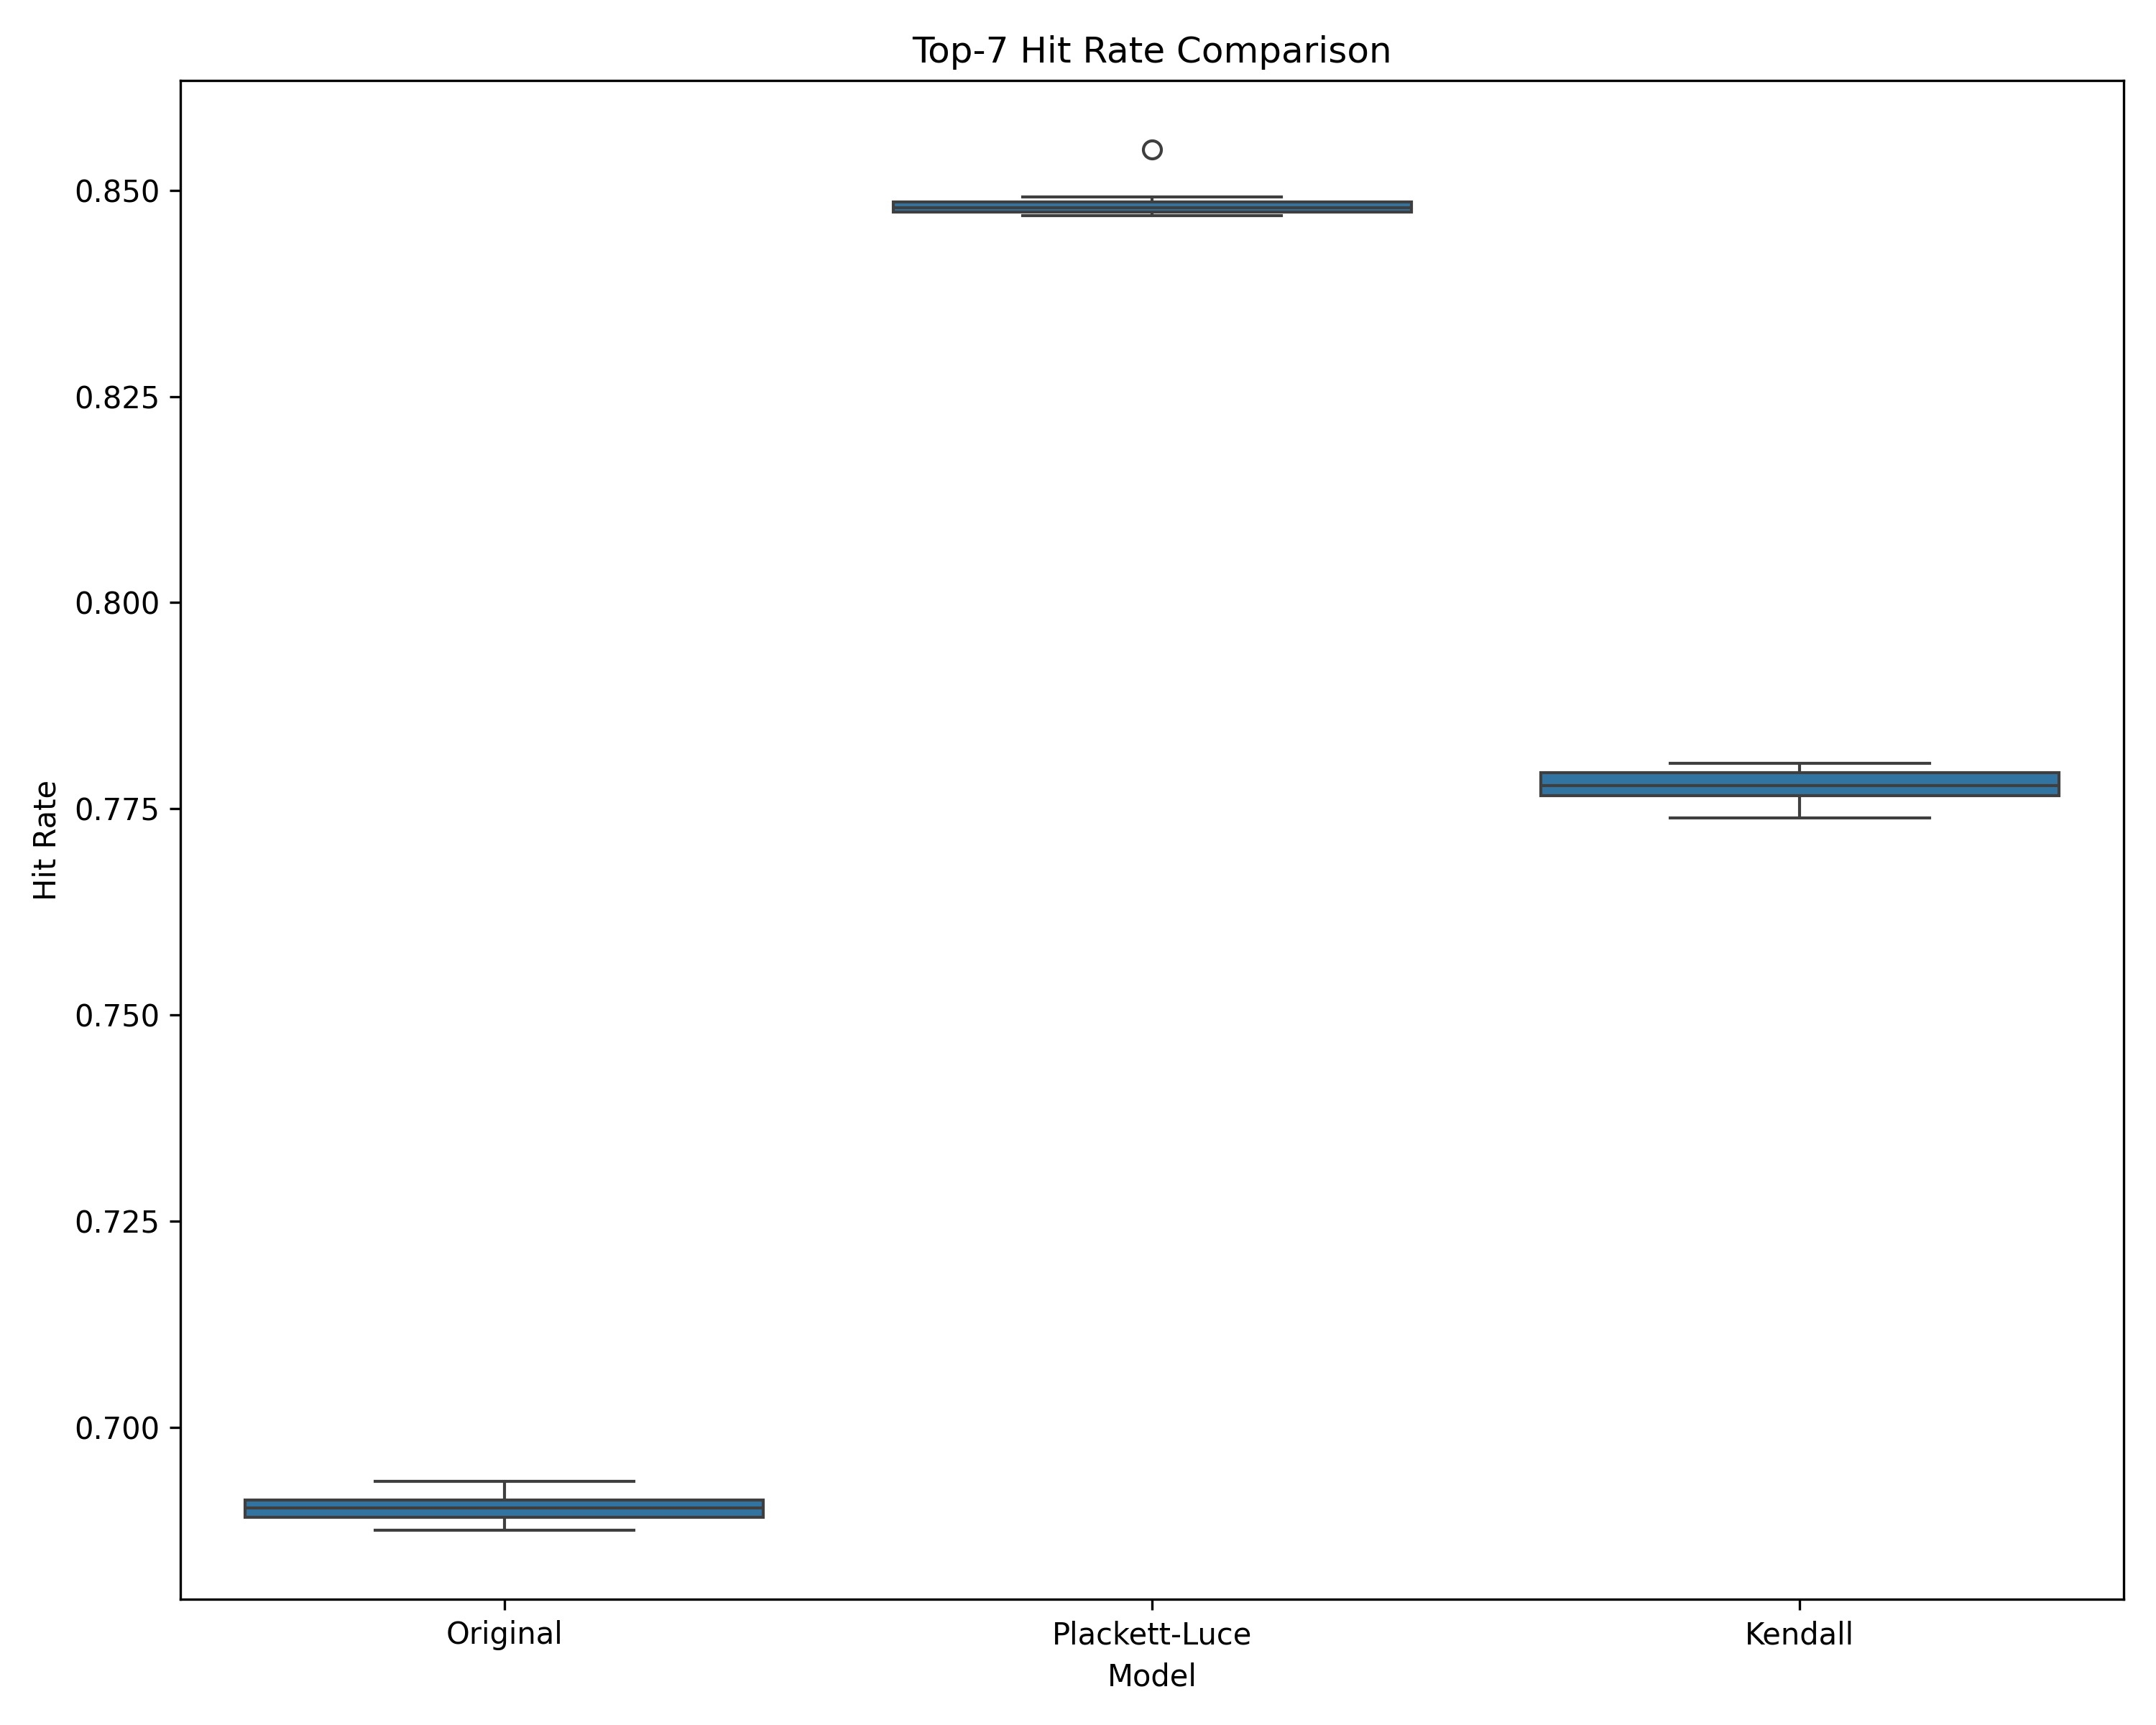 Top-7 Hit Rate Comparison
Hit Rate
0.850
0.825
0.800
0.775
0.750
0.725
0.700
Original
Plackett-Luce
Kendall
Model